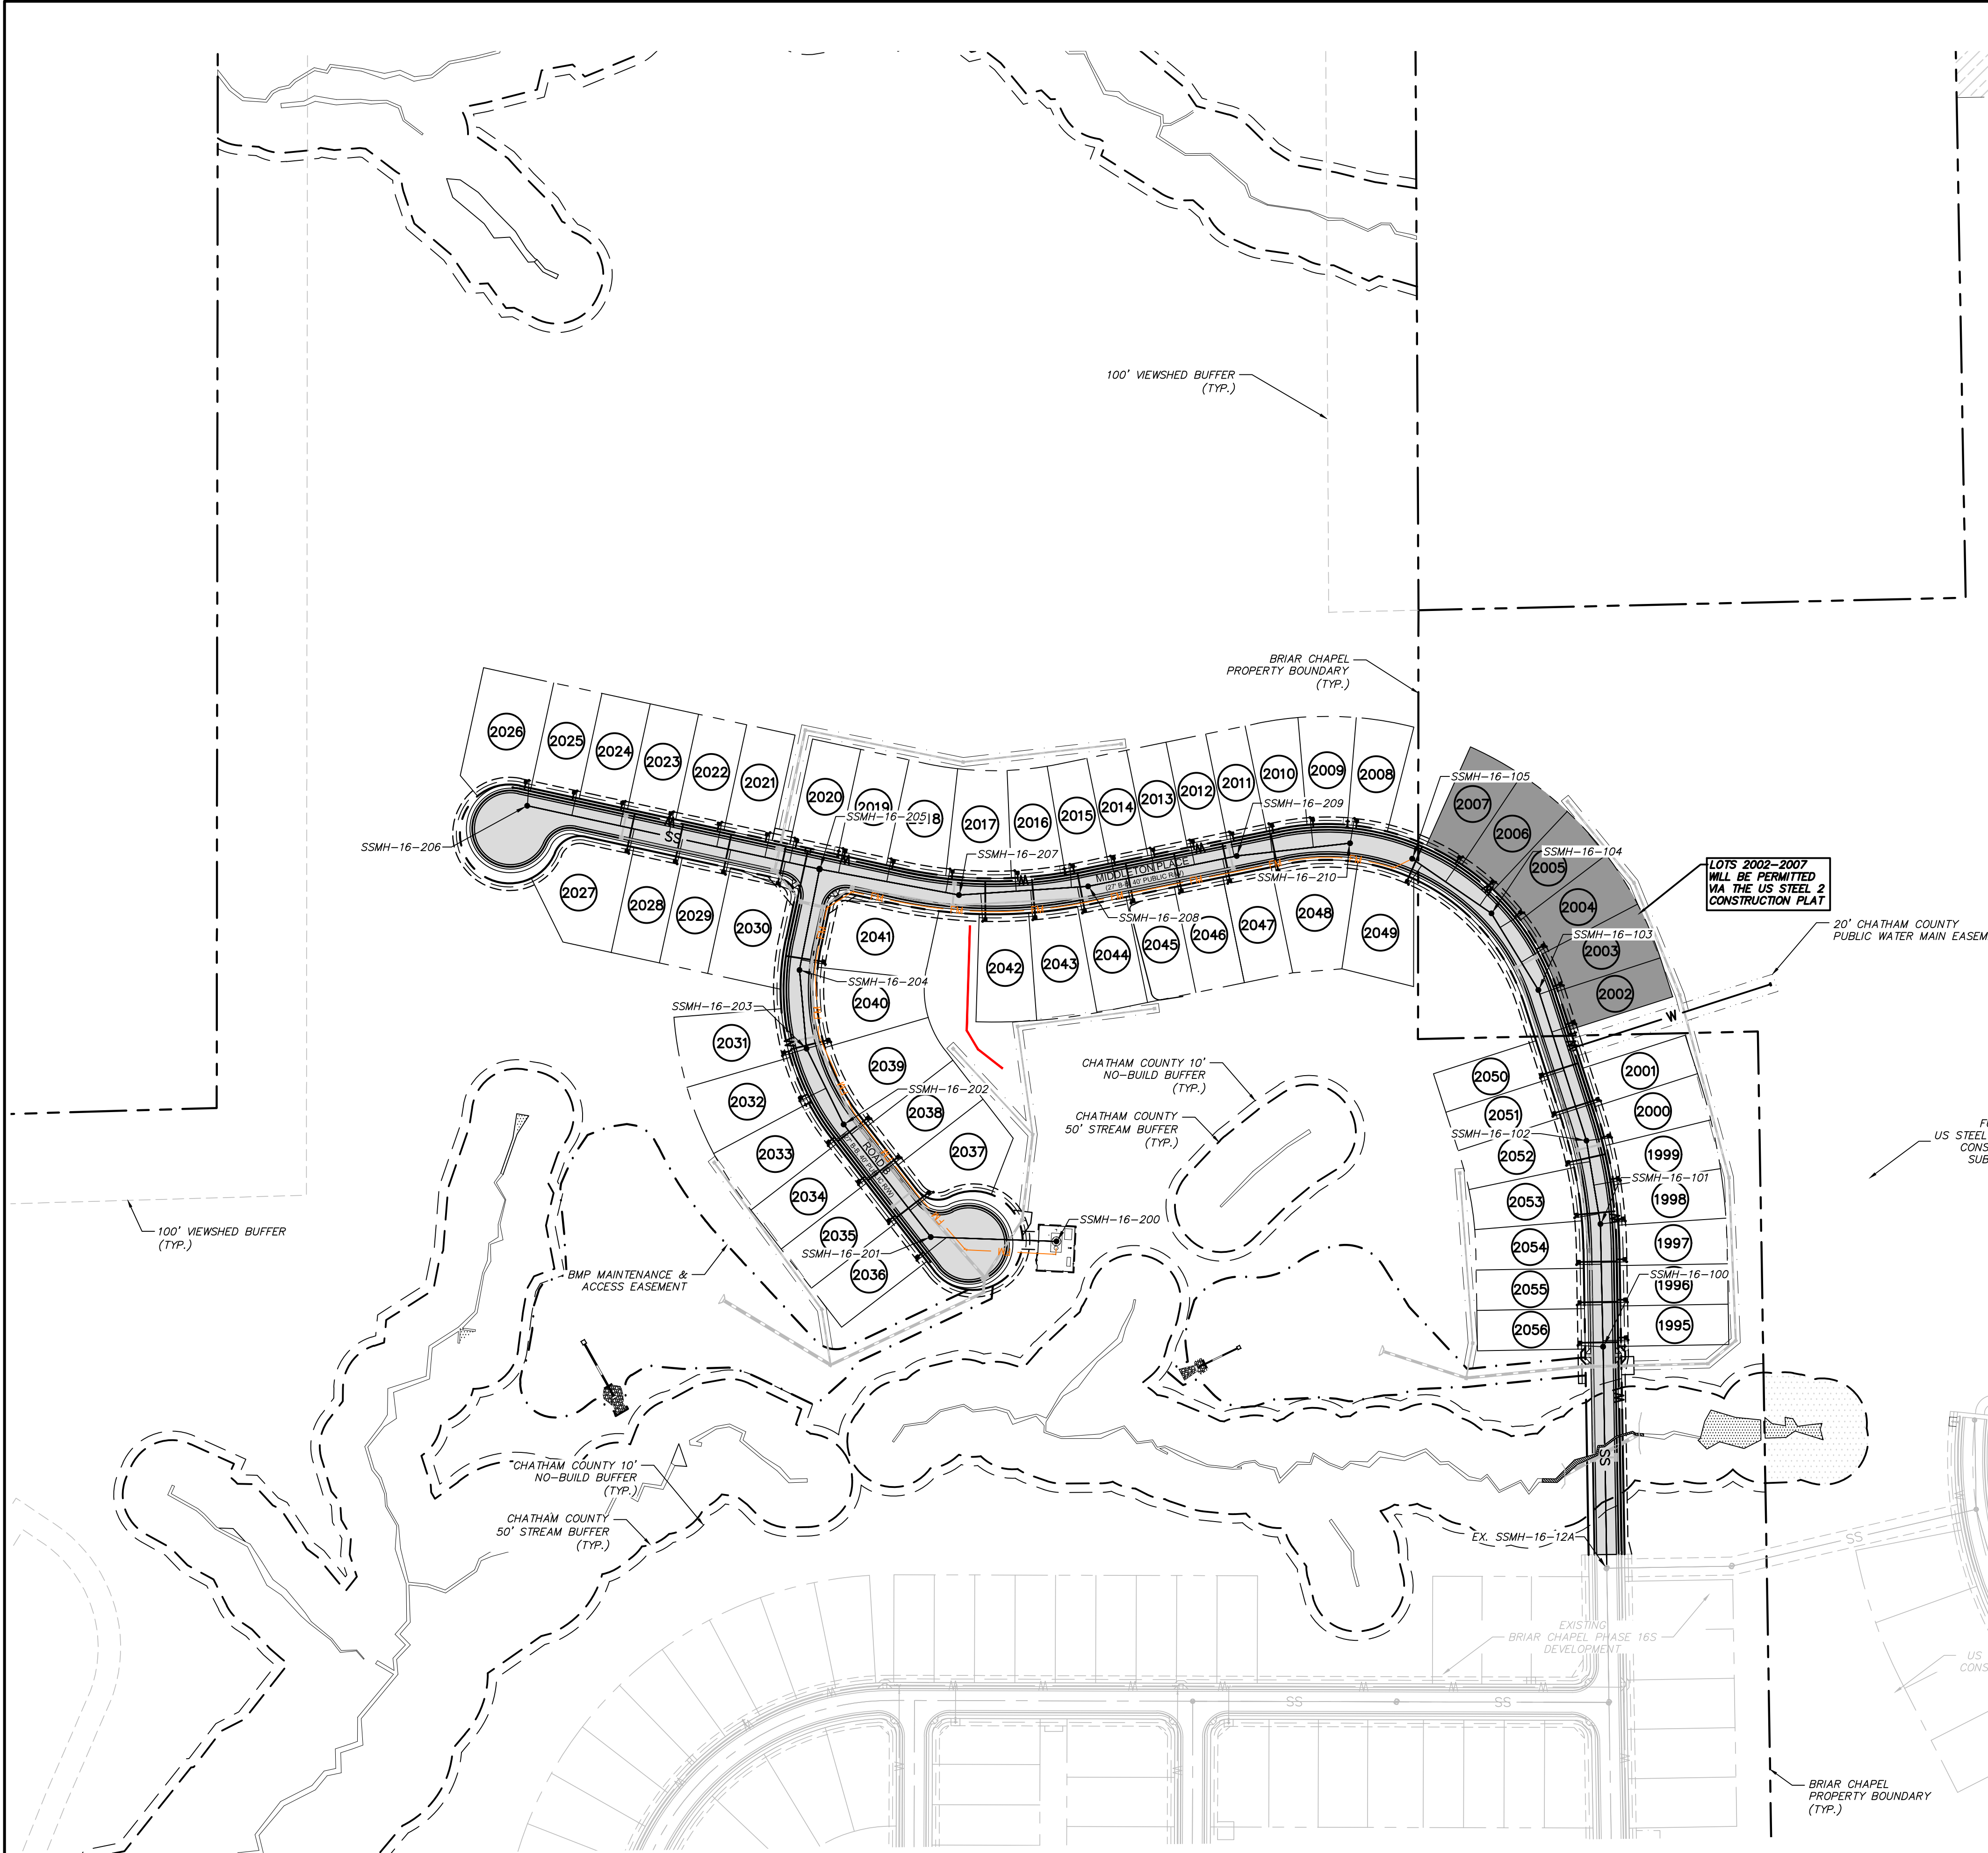 100' VIEWSHED BUFFER
(TYP.)
BRIAR CHAPEL
PROPERTY BOUNDARY
(TYP.)
2026
2025
2024
2023
2022
2021
2020
2019
2017
2016
2015
2014
2013
2012
2011
2010
2009
2008
2007
2006
2005
2004
2003
2002
SSMH-16-105
SSMH-16-104
SSMH-16-103
SSMH-16-209
SSMH-16-205
SSMH-16-207
SSMH-16-206
SSMH-16-210
SSMH-16-208
SS
W
W
W
W
MIDDLETON PLACE
(27' B-B, 40' PUBLIC R/W)
LOTS 2002-2007
WILL BE PERMITTED
VIA THE US STEEL 2
CONSTRUCTION PLAT
20' CHATHAM COUNTY
PUBLIC WATER MAIN EASEM
W
2027
2028
2029
2030
2041
2042
2043
2044
2045
2046
2047
2048
2049
SSMH-16-204
SSMH-16-203
2040
2031
2039
2032
SSMH-16-202
2038
2033
2037
2034
2035
2036
ROAD B
SSMH-16-201
SSMH-16-200
FM
CHATHAM COUNTY 10'
NO-BUILD BUFFER
(TYP.)
CHATHAM COUNTY
50' STREAM BUFFER
(TYP.)
2050
2051
SSMH-16-102
2052
2053
2054
2055
2056
2001
2000
1999
SSMH-16-101
1998
1997
SSMH-16-100
1996
1995
US STEEL
CONS
SUB
100' VIEWSHED BUFFER
(TYP.)
BMP MAINTENANCE &
ACCESS EASEMENT
CHATHAM COUNTY 10'
NO-BUILD BUFFER
(TYP.)
CHATHAM COUNTY
50' STREAM BUFFER
(TYP.)
W
SS
EX. SSMH-16-12A
SS
EXISTING
BRIAR CHAPEL PHASE 16S
DEVELOPMENT
US
CONS
SS
SS
W
W
W
W
W
W
BRIAR CHAPEL
PROPERTY BOUNDARY
(TYP.)